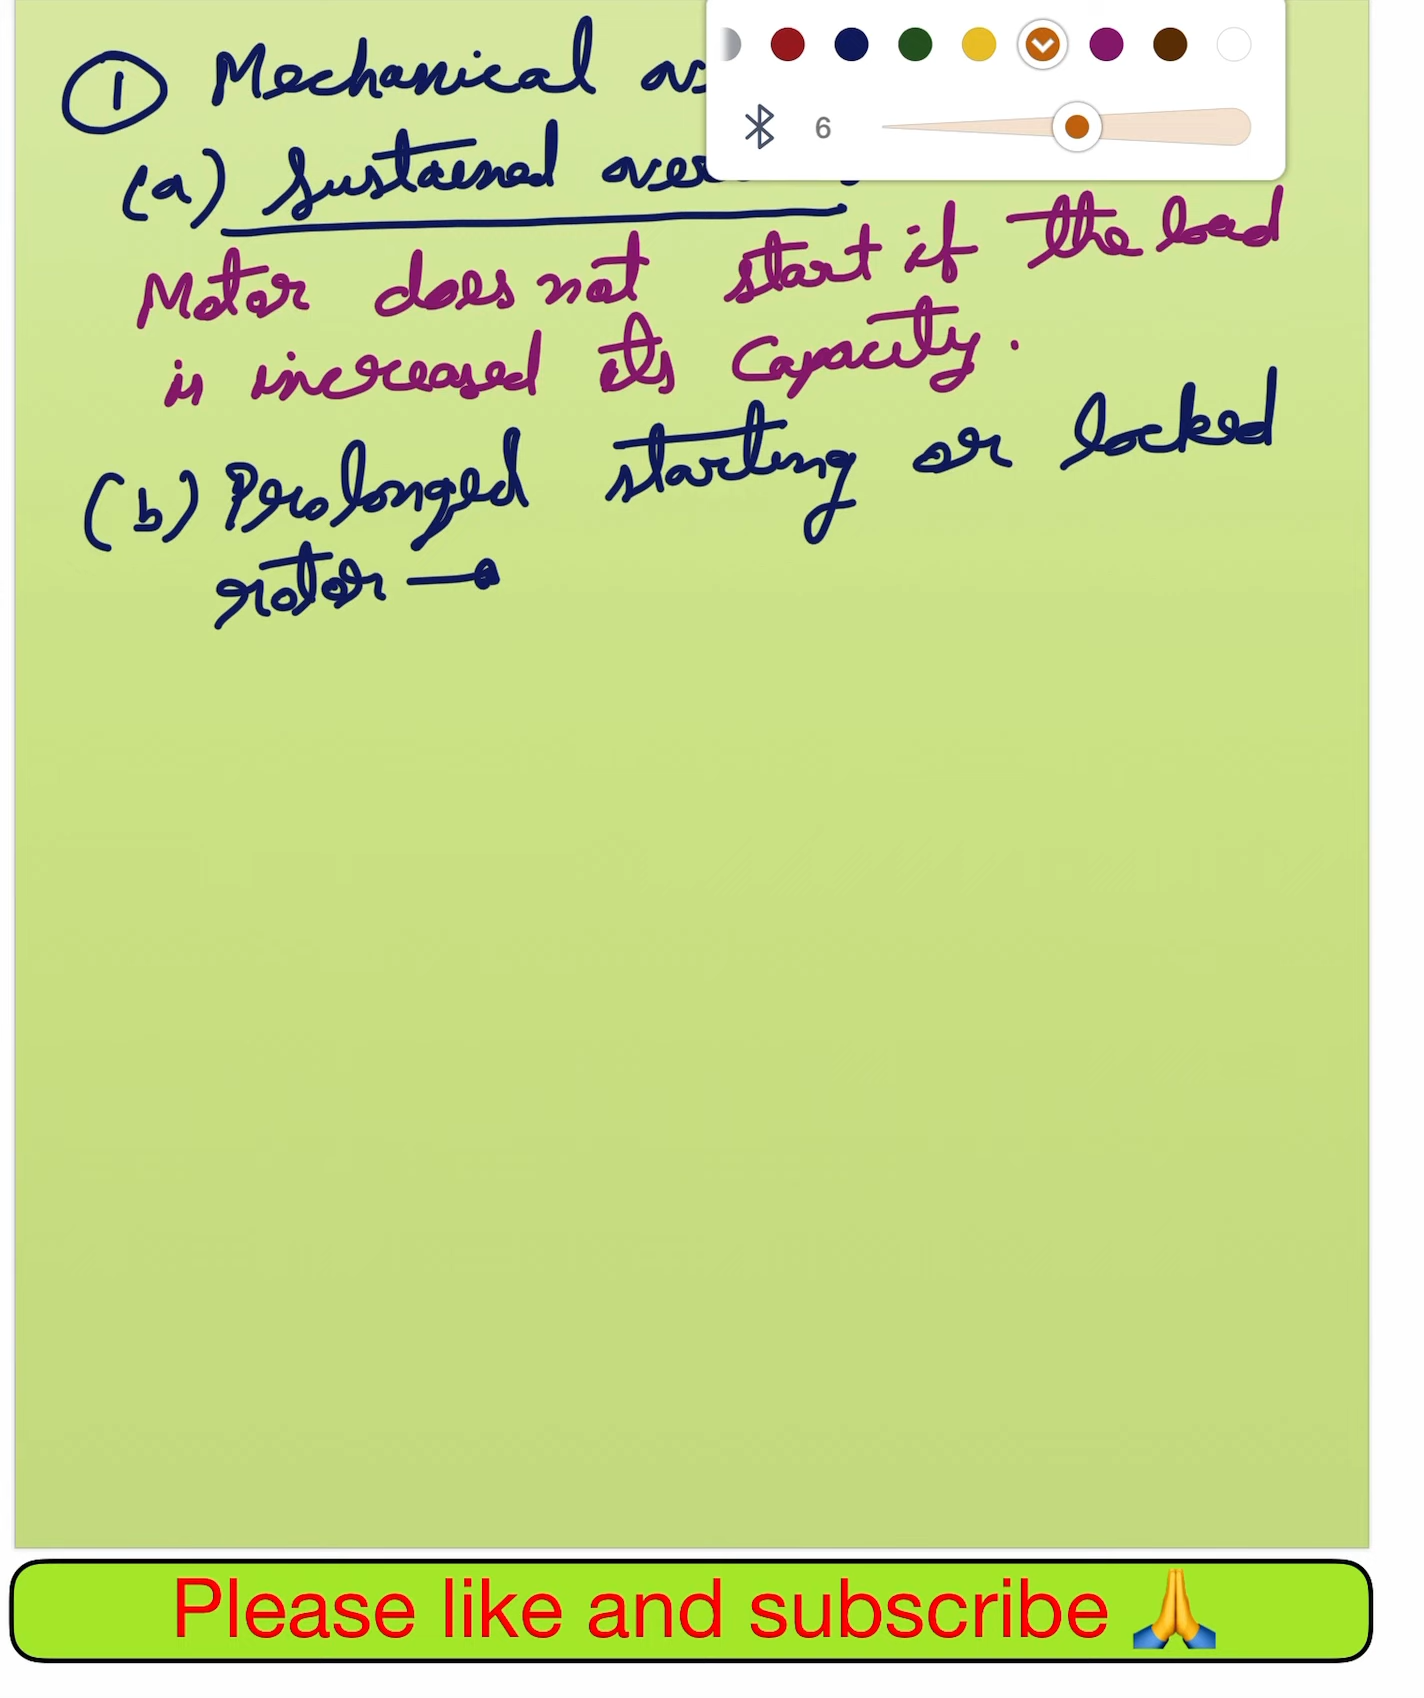 ① Mechanical
6
(a) Sustained
Motor does not start if the load
is increased its capacity.
(b) Prolonged starting or locked
rotor →
Please like and subscribe 🙏